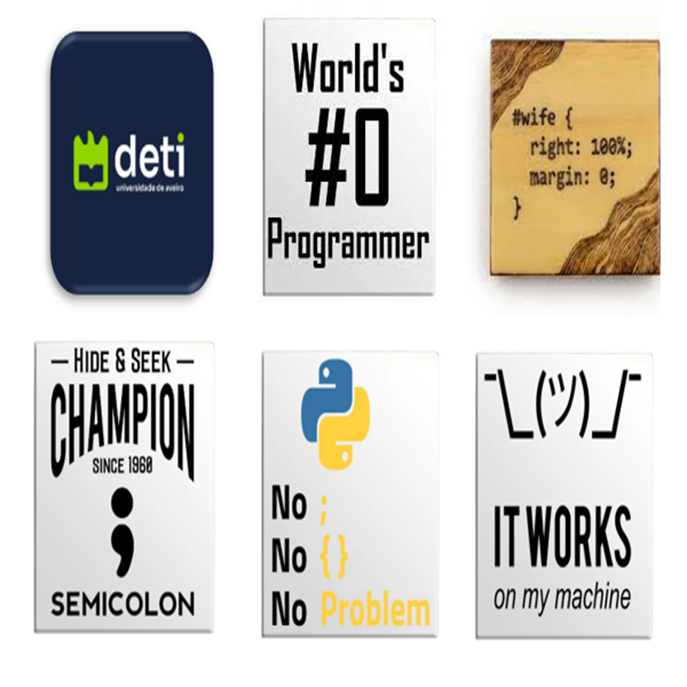 deti
universidade de aveiro
World's
#0
Programmer
#wife {
right: 100%;
margin: 0;
}
— HIDE & SEEK —
CHAMPION
SINCE 1960
;
SEMICOLON
No ;
No {}
No Problem
¯\_(ツ)_/¯
IT WORKS
on my machine